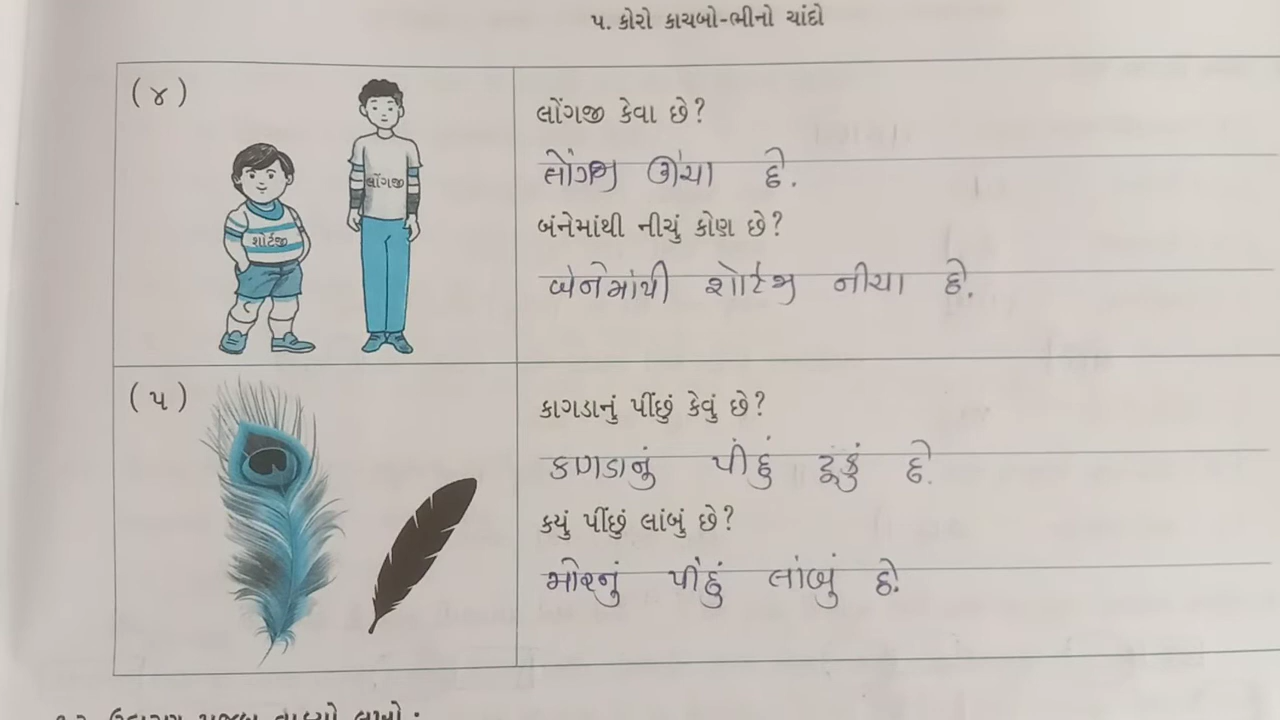 ૫. કોરો કાચબો-ભીનો ચાંદો
(૪)
લોંગજી
શોર્ટજી
લોંગજી કેવા છે?
લોંગજી ઊંચા છે.
બંનેમાંથી નીચું કોણ છે?
બંનેમાંથી શોર્ટજી નીચા છે.
(૫)
કાગડાનું પીંછું કેવું છે?
કાગડાનું પીંછું ટૂંકું છે.
કયું પીંછું લાંબું છે?
મોરનું પીંછું લાંબું છે.